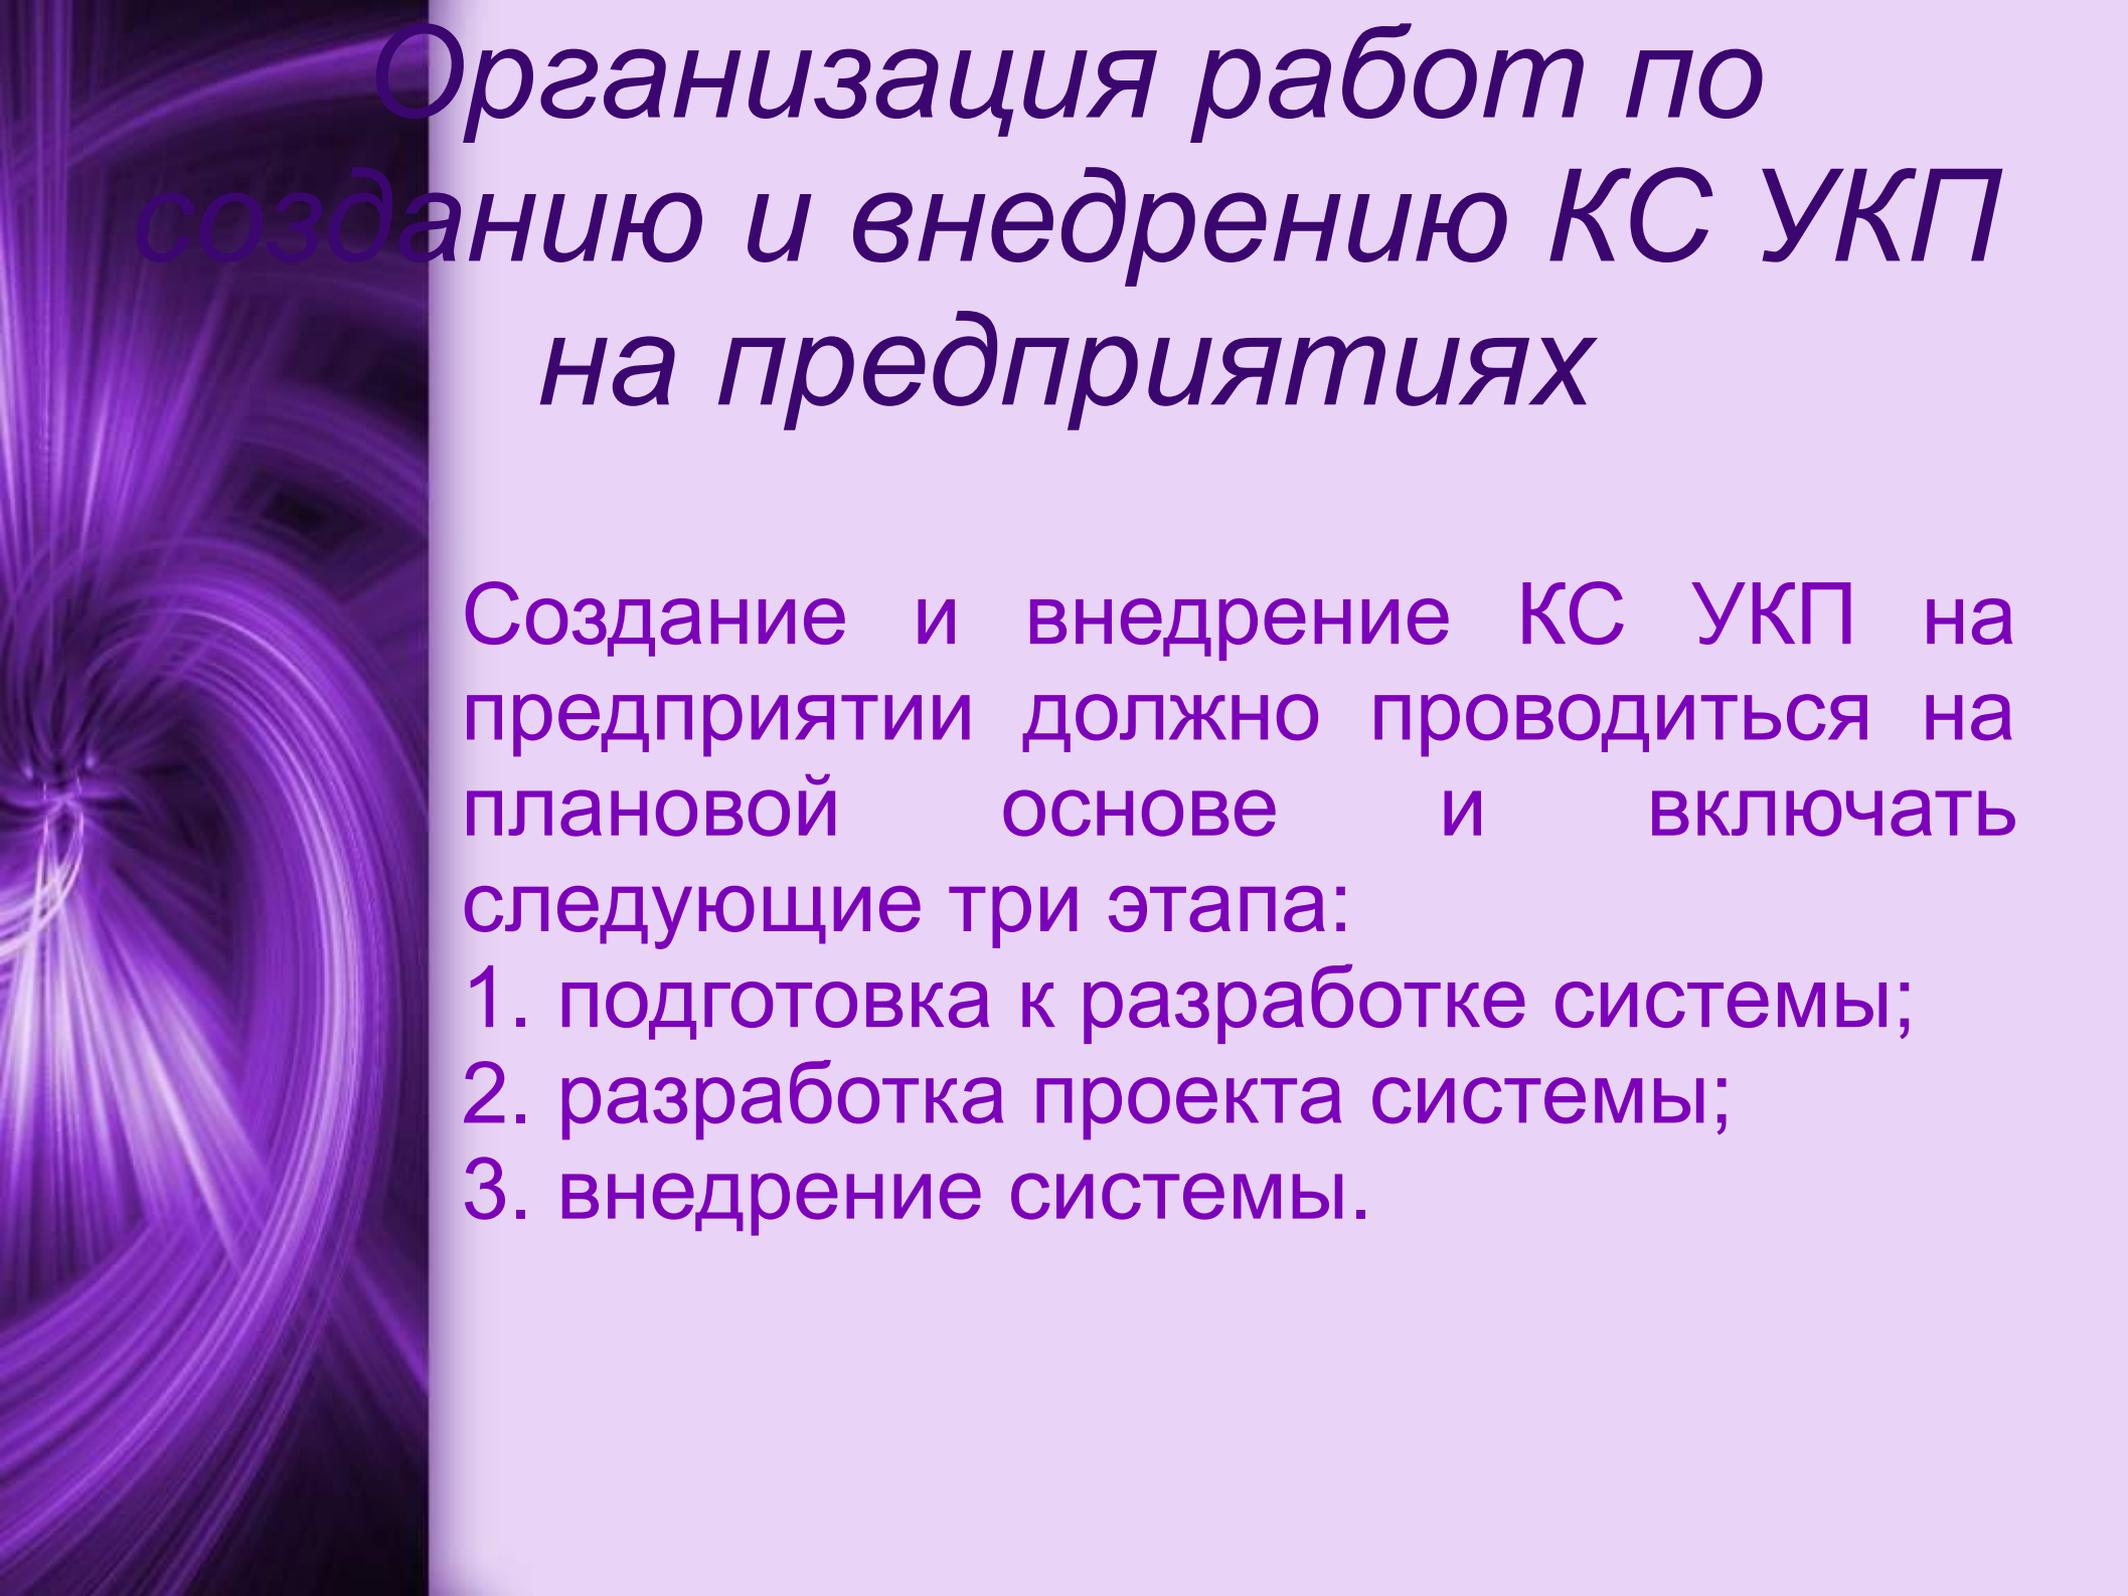 Организация работ по
созданию и внедрению КС УКП
на предприятиях
Создание и внедрение КС УКП на
предприятии должно проводиться на
плановой основе и включать
следующие три этапа:
1. подготовка к разработке системы;
2. разработка проекта системы;
3. внедрение системы.